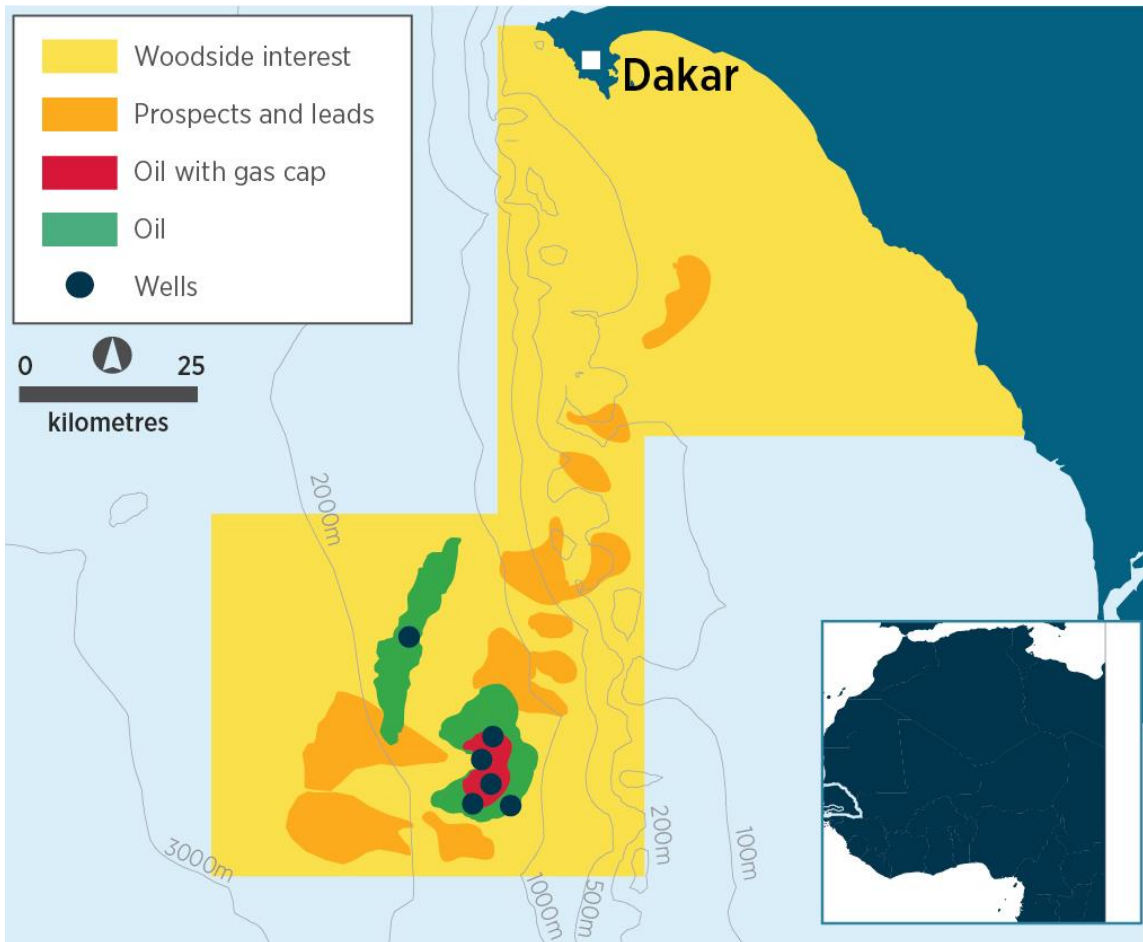 Woodside interest
Prospects and leads
Oil with gas cap
Oil
Wells
Dakar
0 25
kilometres
2000m
3000m
1000m
500m
200m
100m